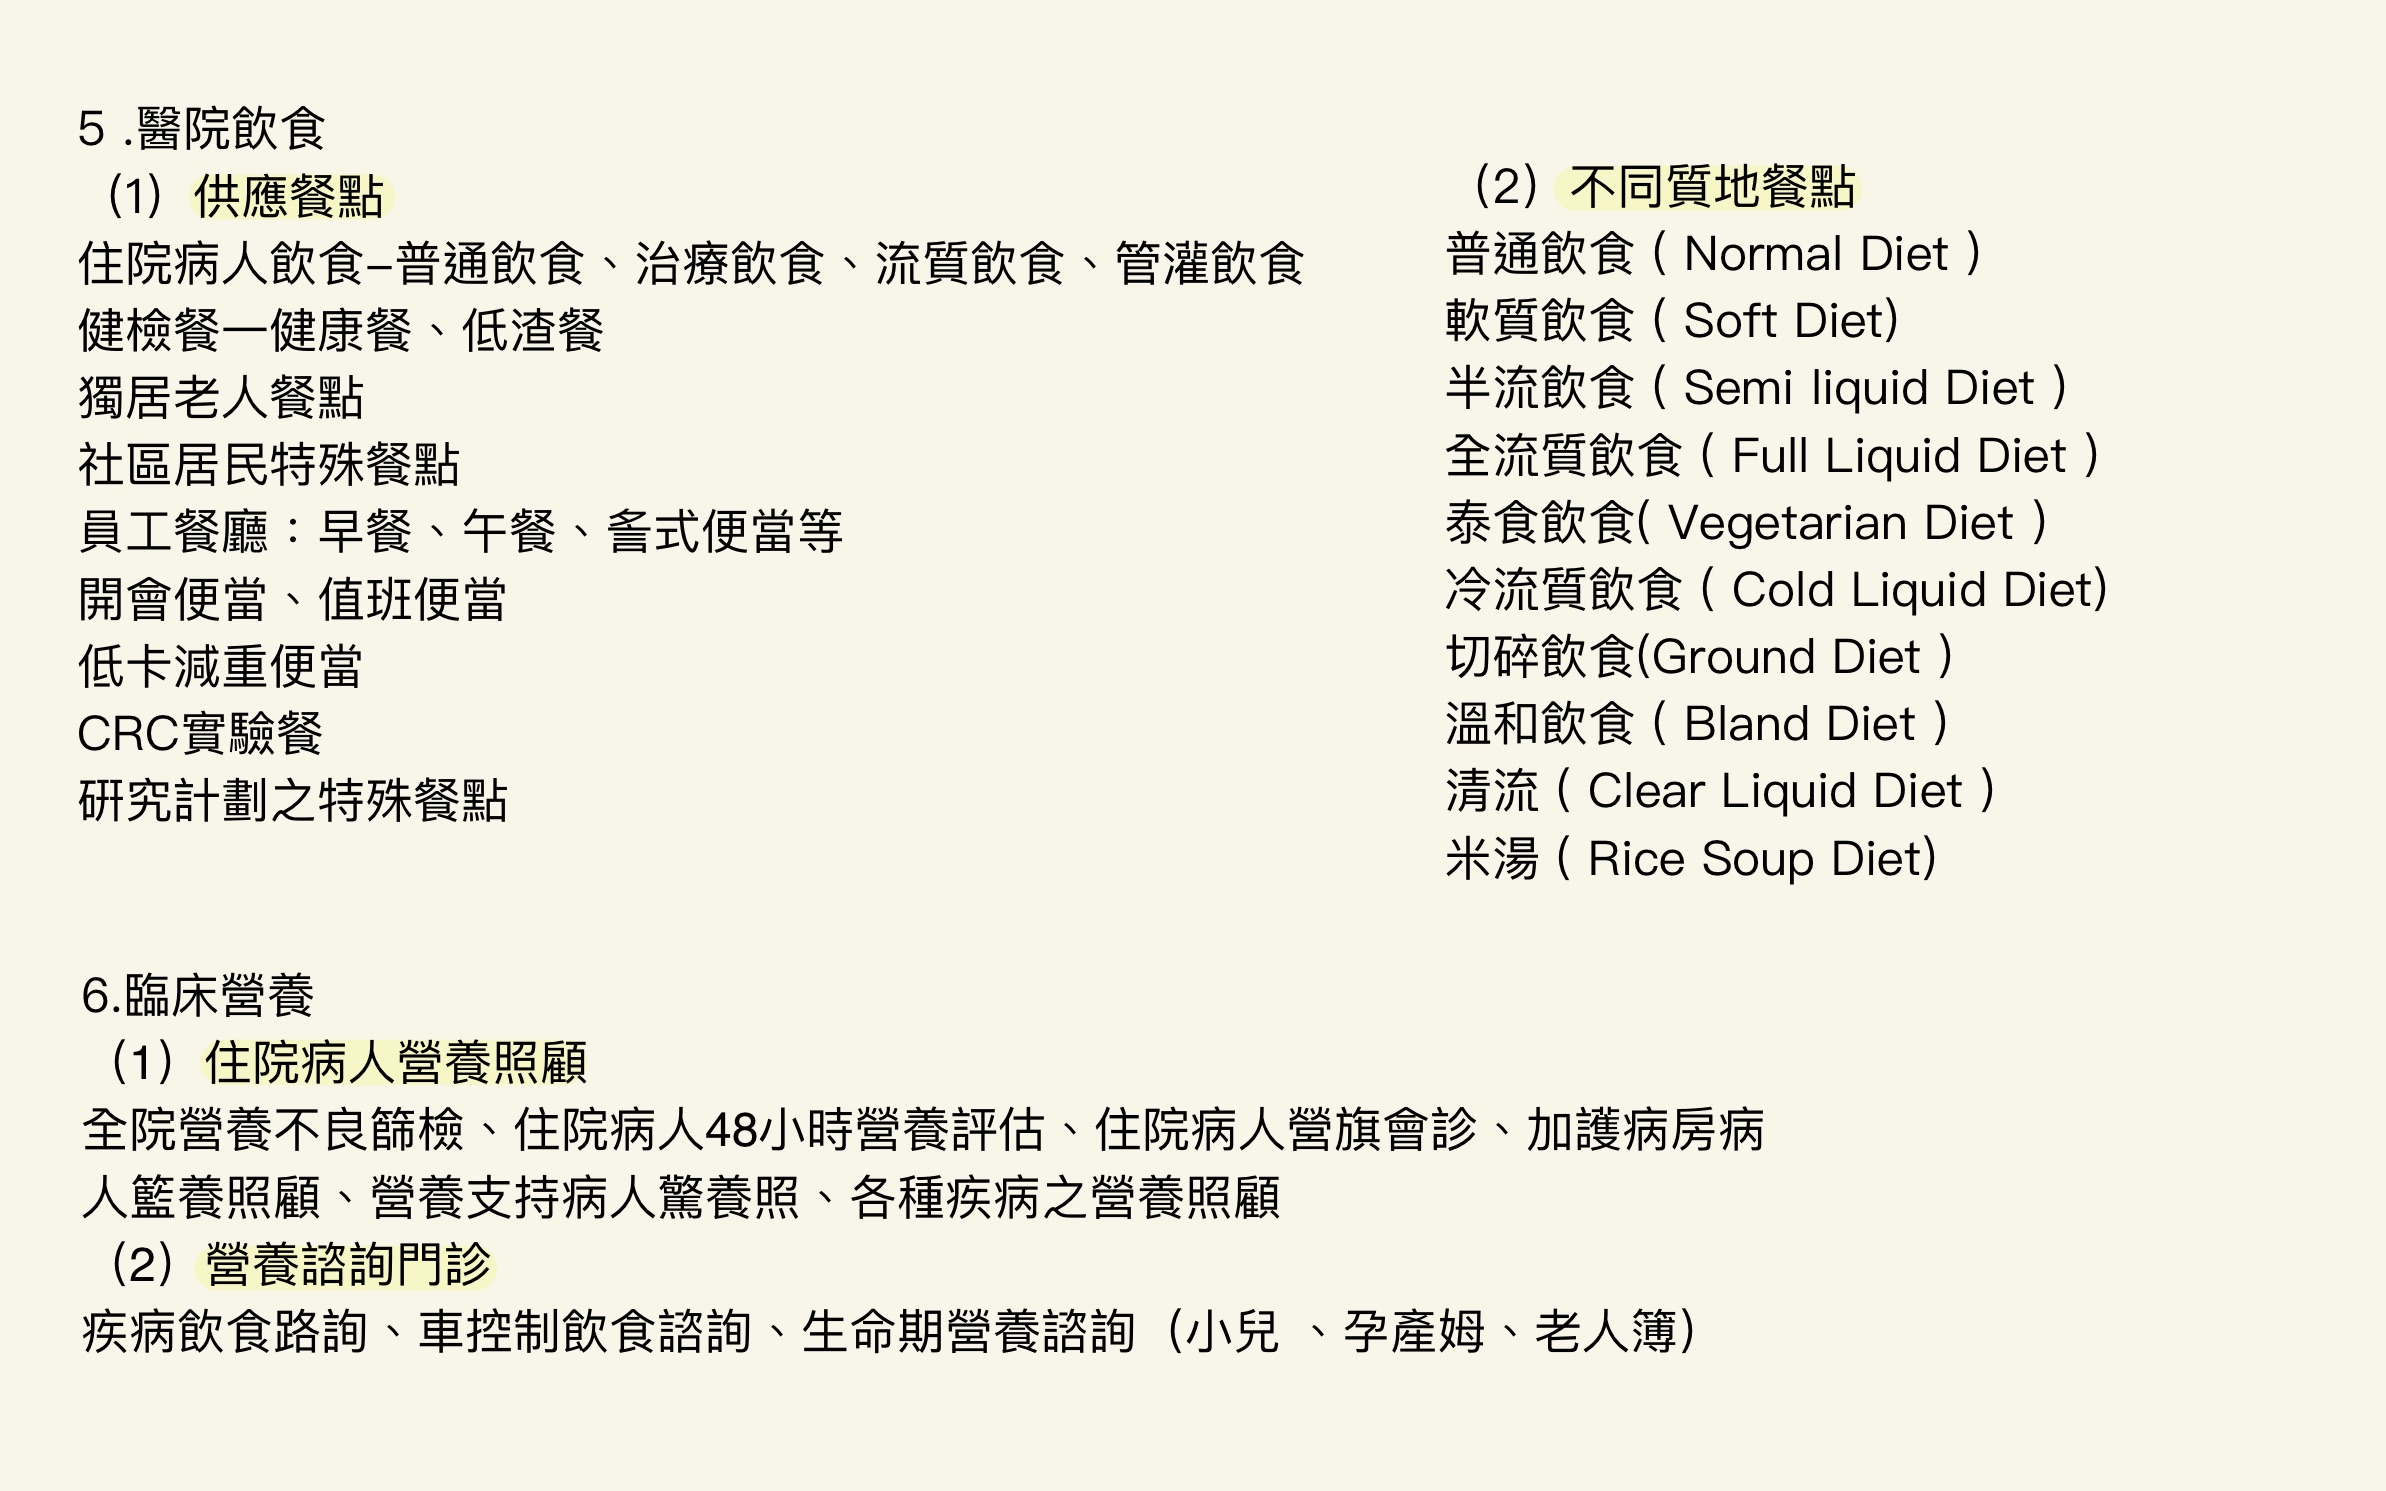 5 .醫院飲食
(1) 供應餐點
住院病人飲食–普通飲食、治療飲食、流質飲食、管灌飲食
健檢餐一健康餐、低渣餐
獨居老人餐點
社區居民特殊餐點
員工餐廳：早餐、午餐、夻式便當等
開會便當、值班便當
低卡減重便當
CRC實驗餐
研究計劃之特殊餐點
(2) 不同質地餐點
普通飲食 ( Normal Diet )
軟質飲食 ( Soft Diet)
半流飲食 ( Semi liquid Diet )
全流質飲食 ( Full Liquid Diet )
泰食飲食( Vegetarian Diet )
冷流質飲食 ( Cold Liquid Diet)
切碎飲食(Ground Diet )
溫和飲食 ( Bland Diet )
清流 ( Clear Liquid Diet )
米湯 ( Rice Soup Diet)
6.臨床營養
(1) 住院病人營養照顧
全院營養不良篩檢、住院病人48小時營養評估、住院病人營旗會診、加護病房病
人籃養照顧、營養支持病人驚養照、各種疾病之營養照顧
(2) 營養諮詢門診
疾病飲食路詢、車控制飲食諮詢、生命期營養諮詢（小兒 、孕產姆、老人簿）